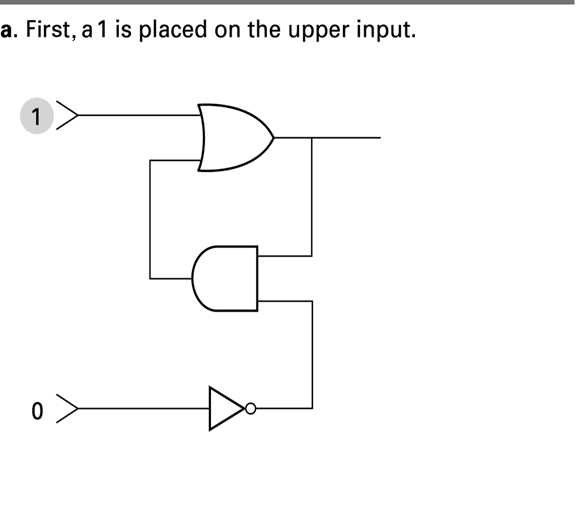 a. First, a 1 is placed on the upper input.
1
0